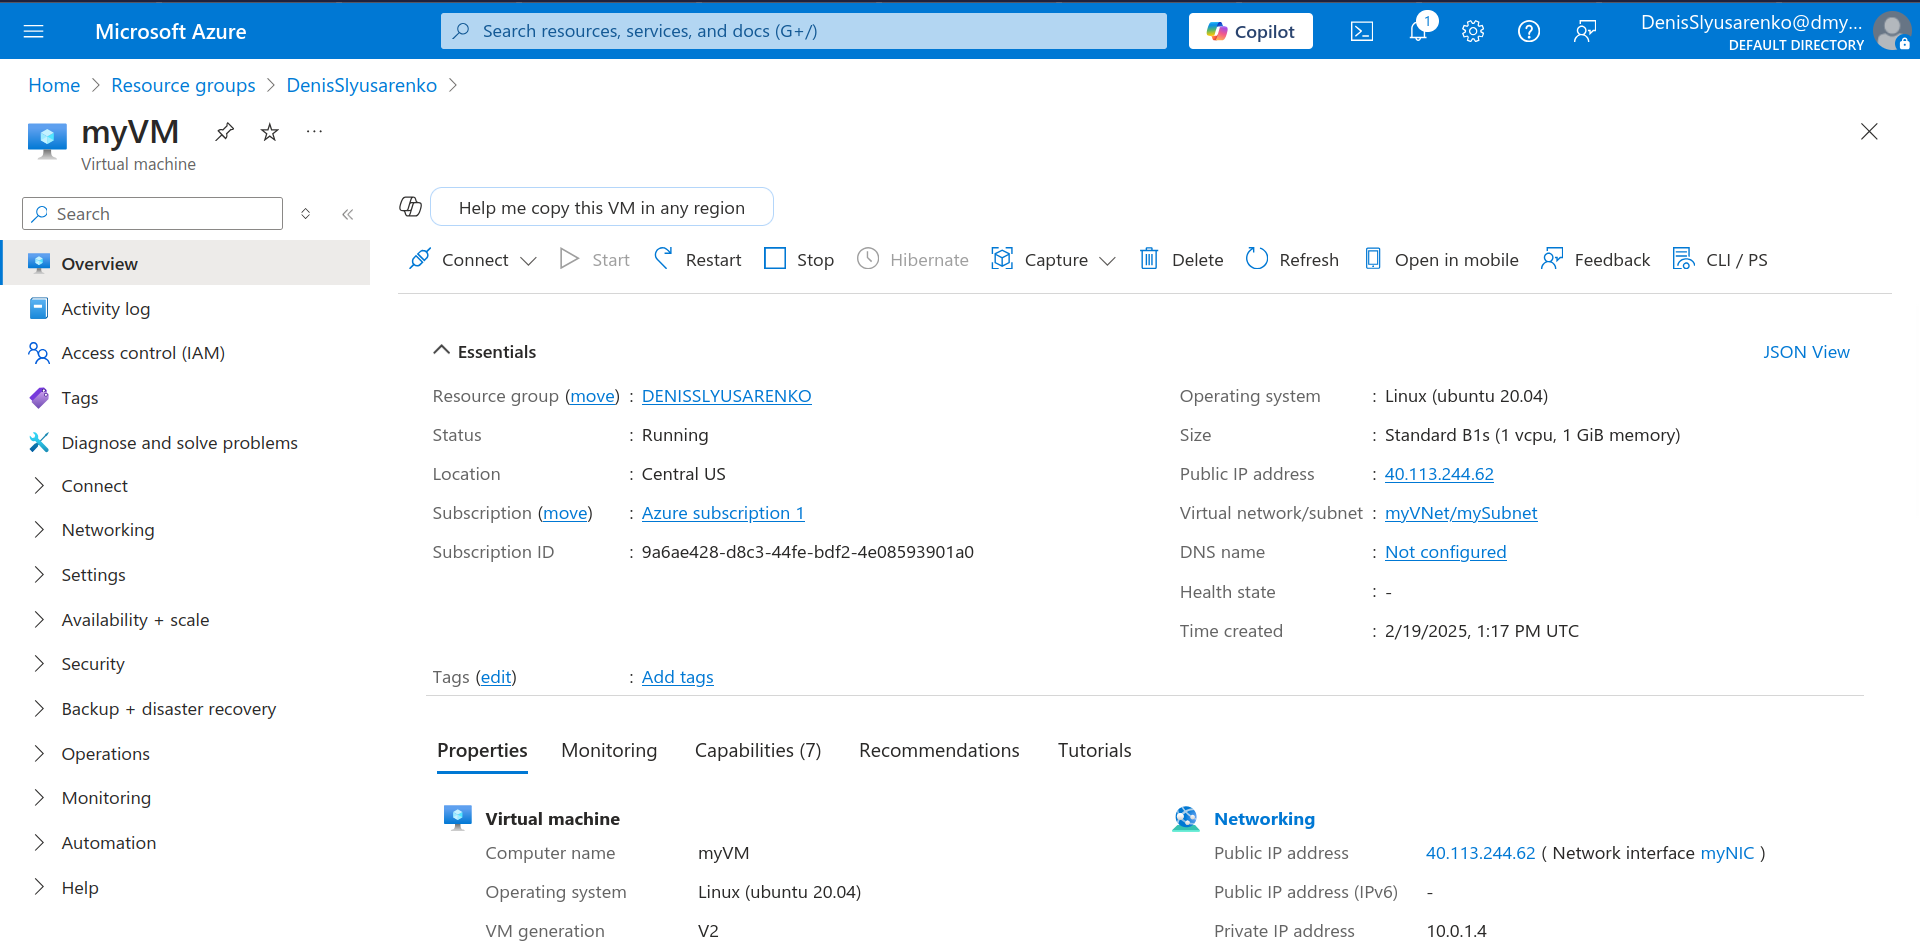 Microsoft Azure
Search resources, services, and docs (G+/)
Copilot
1
DenisSlyusarenko@dmy...
DEFAULT DIRECTORY
Home > Resource groups > DenisSlyusarenko >
myVM
Virtual machine
Search
Overview
Activity log
Access control (IAM)
Tags
Diagnose and solve problems
Connect
Networking
Settings
Availability + scale
Security
Backup + disaster recovery
Operations
Monitoring
Automation
Help
Help me copy this VM in any region
Connect Start Restart Stop Hibernate Capture Delete Refresh Open in mobile Feedback CLI / PS
Essentials
JSON View
Resource group (move) : DENISSLYUSARENKO
Status : Running
Location : Central US
Subscription (move) : Azure subscription 1
Subscription ID : 9a6ae428-d8c3-44fe-bdf2-4e08593901a0
Operating system : Linux (ubuntu 20.04)
Size : Standard B1s (1 vcpu, 1 GiB memory)
Public IP address : 40.113.244.62
Virtual network/subnet : myVNet/mySubnet
DNS name : Not configured
Health state : -
Time created : 2/19/2025, 1:17 PM UTC
Tags (edit) : Add tags
Properties Monitoring Capabilities (7) Recommendations Tutorials
Virtual machine
Computer name myVM
Operating system Linux (ubuntu 20.04)
VM generation V2
Networking
Public IP address 40.113.244.62 ( Network interface myNIC )
Public IP address (IPv6) -
Private IP address 10.0.1.4